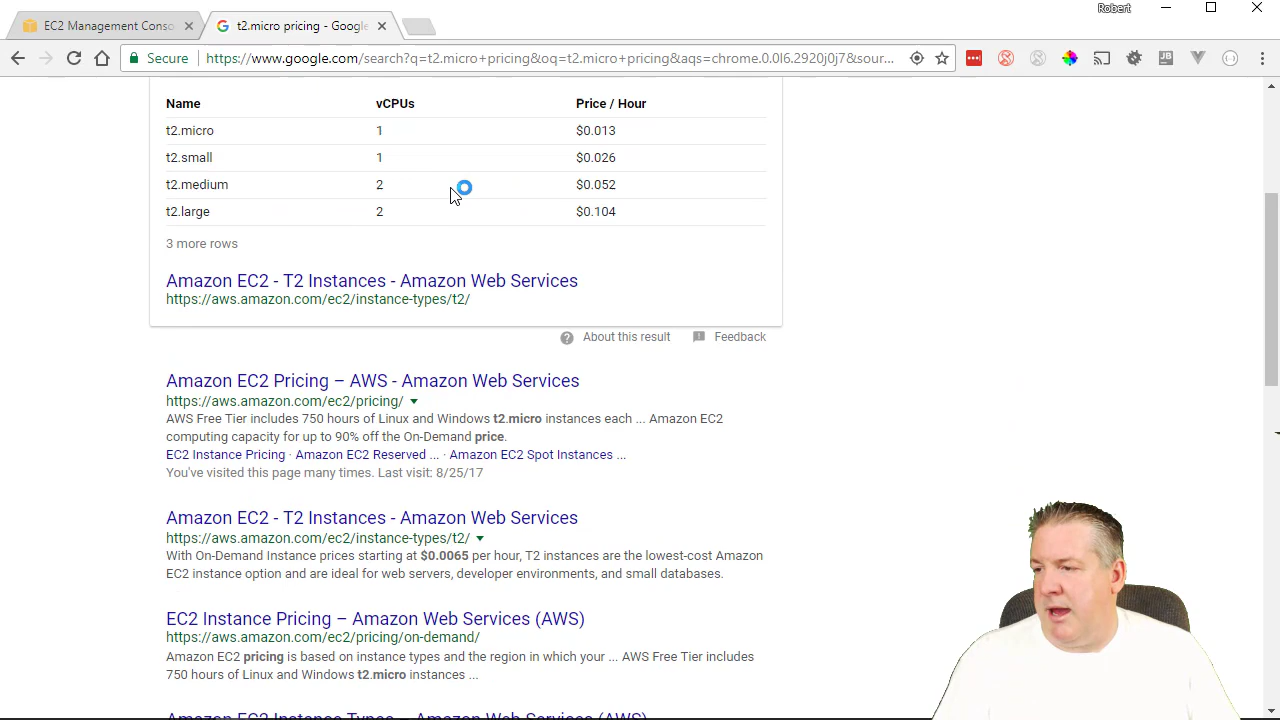 Robert
EC2 Management Conso
t2.micro pricing - Google
Secure https://www.google.com/search?q=t2.micro+pricing&oq=t2.micro+pricing&aqs=chrome.0.0l6.2920j0j7&sour...
JB
Name vCPUs Price / Hour
t2.micro 1 $0.013
t2.small 1 $0.026
t2.medium 2 $0.052
t2.large 2 $0.104
3 more rows
Amazon EC2 - T2 Instances - Amazon Web Services
https://aws.amazon.com/ec2/instance-types/t2/
About this result Feedback
Amazon EC2 Pricing – AWS - Amazon Web Services
https://aws.amazon.com/ec2/pricing/
AWS Free Tier includes 750 hours of Linux and Windows t2.micro instances each ... Amazon EC2
computing capacity for up to 90% off the On-Demand price.
EC2 Instance Pricing · Amazon EC2 Reserved ... · Amazon EC2 Spot Instances ...
You've visited this page many times. Last visit: 8/25/17
Amazon EC2 - T2 Instances - Amazon Web Services
https://aws.amazon.com/ec2/instance-types/t2/
With On-Demand Instance prices starting at $0.0065 per hour, T2 instances are the lowest-cost Amazon
EC2 instance option and are ideal for web servers, developer environments, and small databases.
EC2 Instance Pricing – Amazon Web Services (AWS)
https://aws.amazon.com/ec2/pricing/on-demand/
Amazon EC2 pricing is based on instance types and the region in which your ... AWS Free Tier includes
750 hours of Linux and Windows t2.micro instances ...
Amazon EC2 Instance Types – Amazon Web Services (AWS)